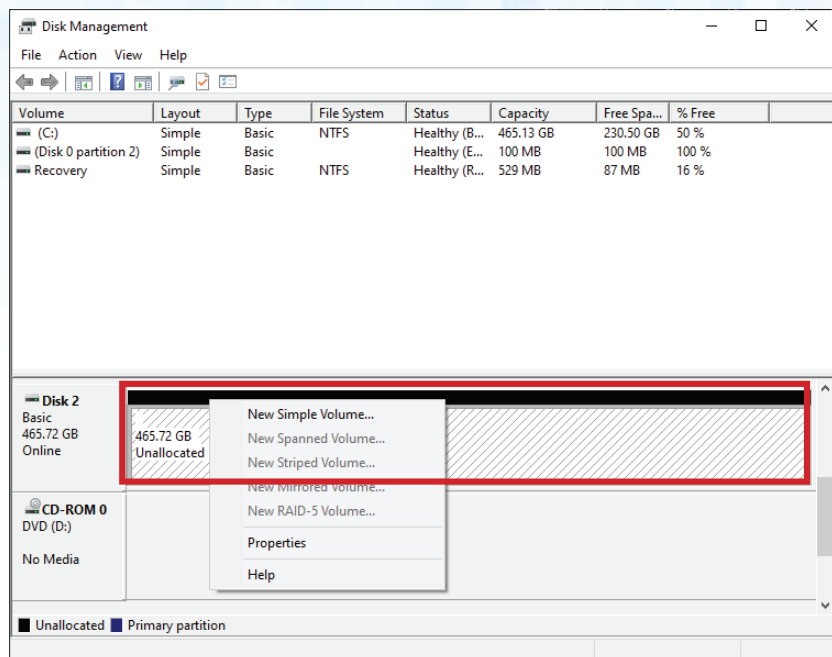 Disk Management
File Action View Help
Volume Layout Type File System Status Capacity Free Spa... % Free
(C:) Simple Basic NTFS Healthy (B... 465.13 GB 230.50 GB 50 %
(Disk 0 partition 2) Simple Basic Healthy (E... 100 MB 100 MB 100 %
Recovery Simple Basic NTFS Healthy (R... 529 MB 87 MB 16 %
Disk 2
Basic
465.72 GB
Online
465.72 GB
Unallocated
New Simple Volume...
New Spanned Volume...
New Striped Volume...
New Mirrored Volume...
New RAID-5 Volume...
Properties
Help
CD-ROM 0
DVD (D:)
No Media
Unallocated Primary partition